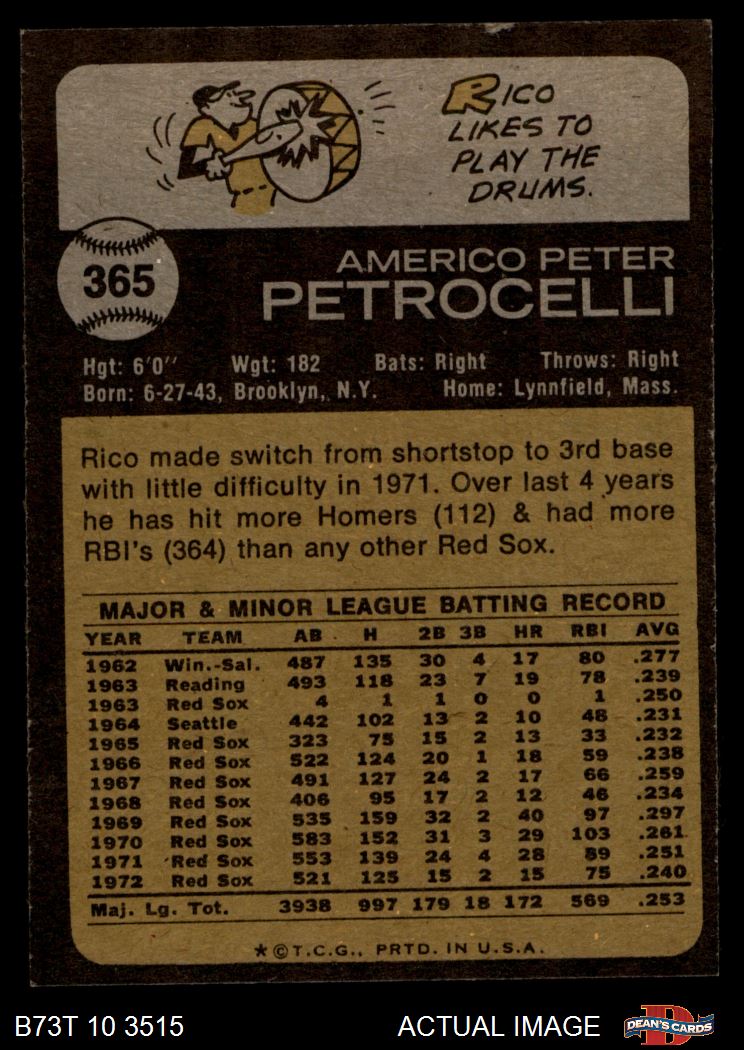 RICO
LIKES TO
PLAY THE
DRUMS.
365
AMERICO PETER
PETROCELLI
Hgt: 6'0" Wgt: 182 Bats: Right Throws: Right
Born: 6-27-43, Brooklyn, N.Y. Home: Lynnfield, Mass.
Rico made switch from shortstop to 3rd base
with little difficulty in 1971. Over last 4 years
he has hit more Homers (112) & had more
RBI's (364) than any other Red Sox.
MAJOR & MINOR LEAGUE BATTING RECORD
YEAR TEAM AB H 2B 3B HR RBI AVG
1962 Win.-Sal. 487 135 30 4 17 80 .277
1963 Reading 493 118 23 7 19 78 .239
1963 Red Sox 4 1 1 0 0 1 .250
1964 Seattle 442 102 13 2 10 48 .231
1965 Red Sox 323 75 15 2 13 33 .232
1966 Red Sox 522 124 20 1 18 59 .238
1967 Red Sox 491 127 24 2 17 66 .259
1968 Red Sox 406 95 17 2 12 46 .234
1969 Red Sox 535 159 32 2 40 97 .297
1970 Red Sox 583 152 31 3 29 103 .261
1971 Red Sox 553 139 24 4 28 89 .251
1972 Red Sox 521 125 15 2 15 75 .240
Maj. Lg. Tot. 3938 997 179 18 172 569 .253
★©T.C.G., PRTD. IN U.S.A.
B73T 10 3515 ACTUAL IMAGE DEAN'S CARDS